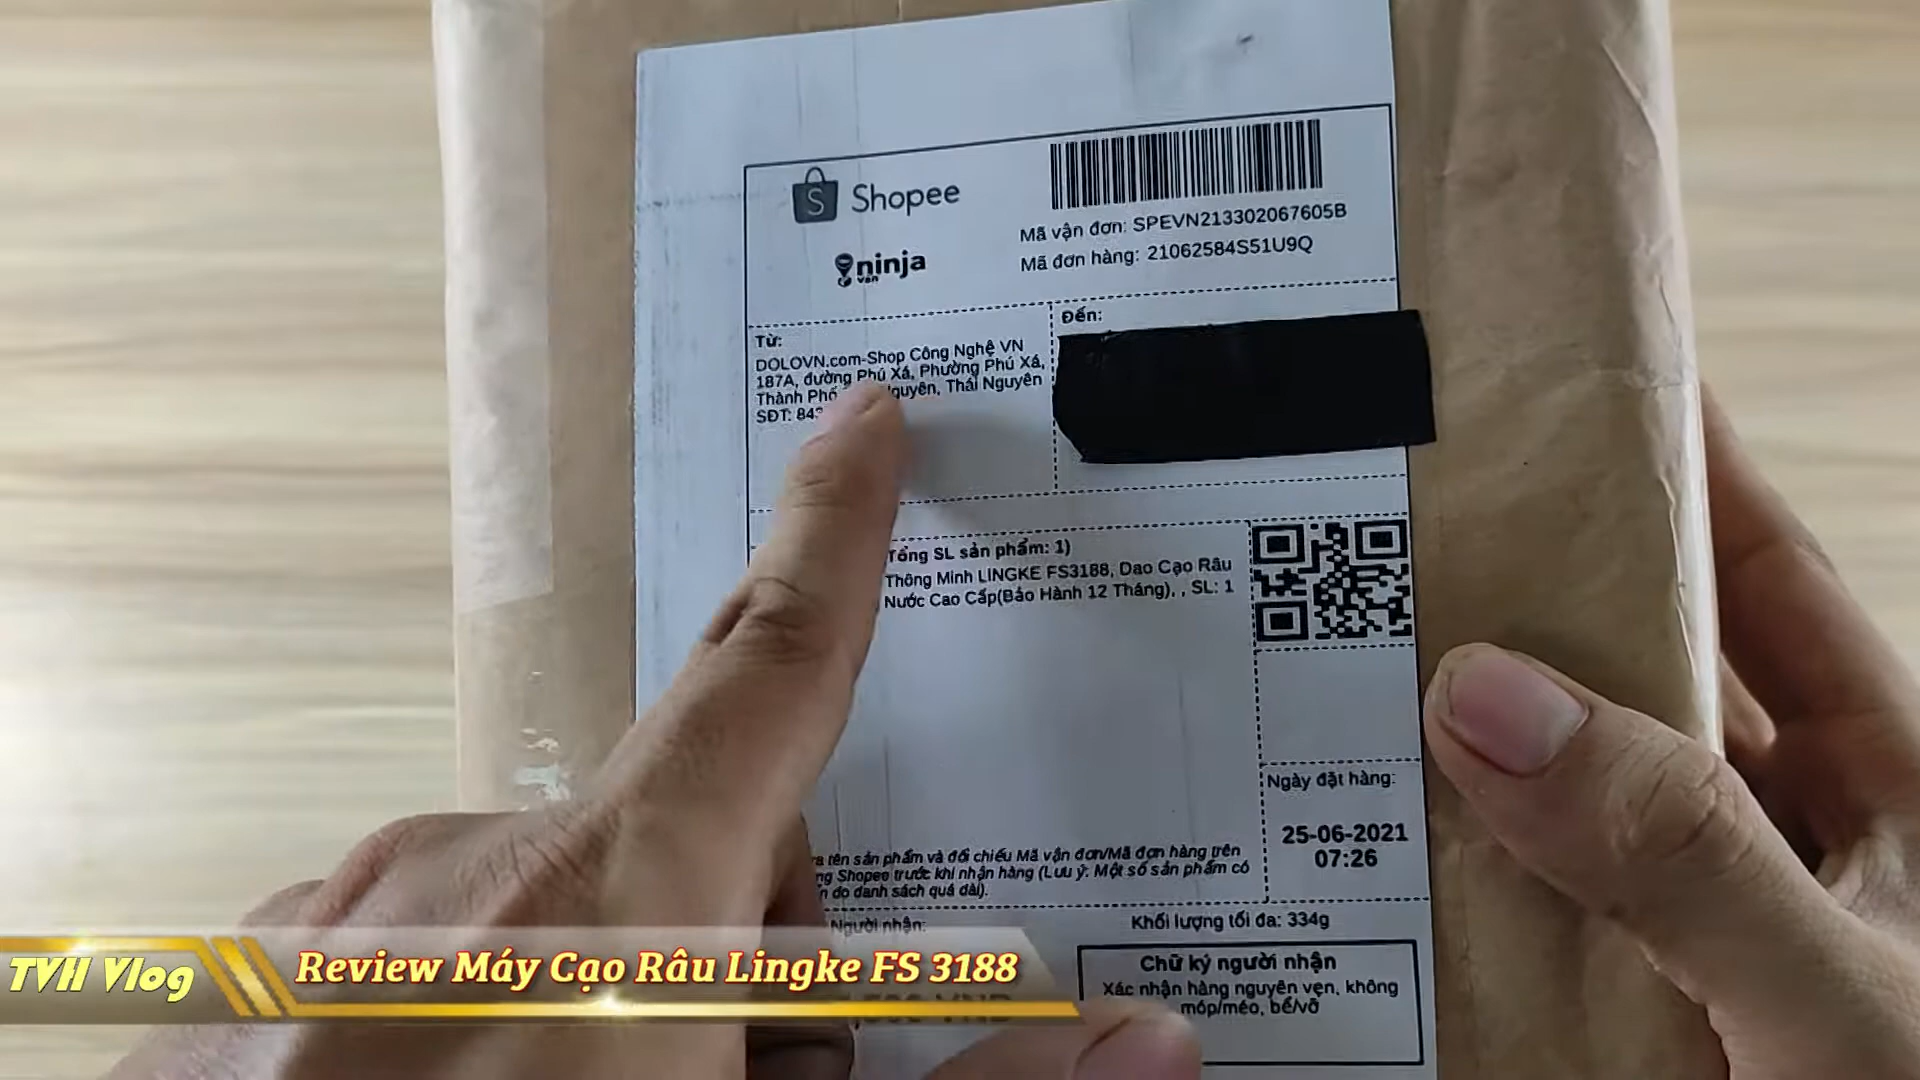 Shopee
ninja
van
Mã vận đơn: SPEVN213302067605B
Mã đơn hàng: 21062584S51U9Q
Từ:
DOLOVN.com-Shop Công Nghệ VN
187A, đường Phú Xá, Phường Phú Xá,
Thành Phố guyên, Thái Nguyên
SĐT: 843
Đến:
Tổng SL sản phẩm: 1)
Thông Minh LINGKE FS3188, Dao Cạo Râu
Nước Cao Cấp(Bảo Hành 12 Tháng), , SL: 1
Ngày đặt hàng:
25-06-2021
07:26
tên sản phẩm và đối chiếu Mã vận đơn/Mã đơn hàng trên
ng Shopee trước khi nhận hàng (Lưu ý: Một số sản phẩm có
do danh sách quá dài).
Người nhận:
Khối lượng tối đa: 334g
Chữ ký người nhận
Xác nhận hàng nguyên vẹn, không
móp/méo, bể/vỡ
TVH Vlog
Review Máy Cạo Râu Lingke FS 3188